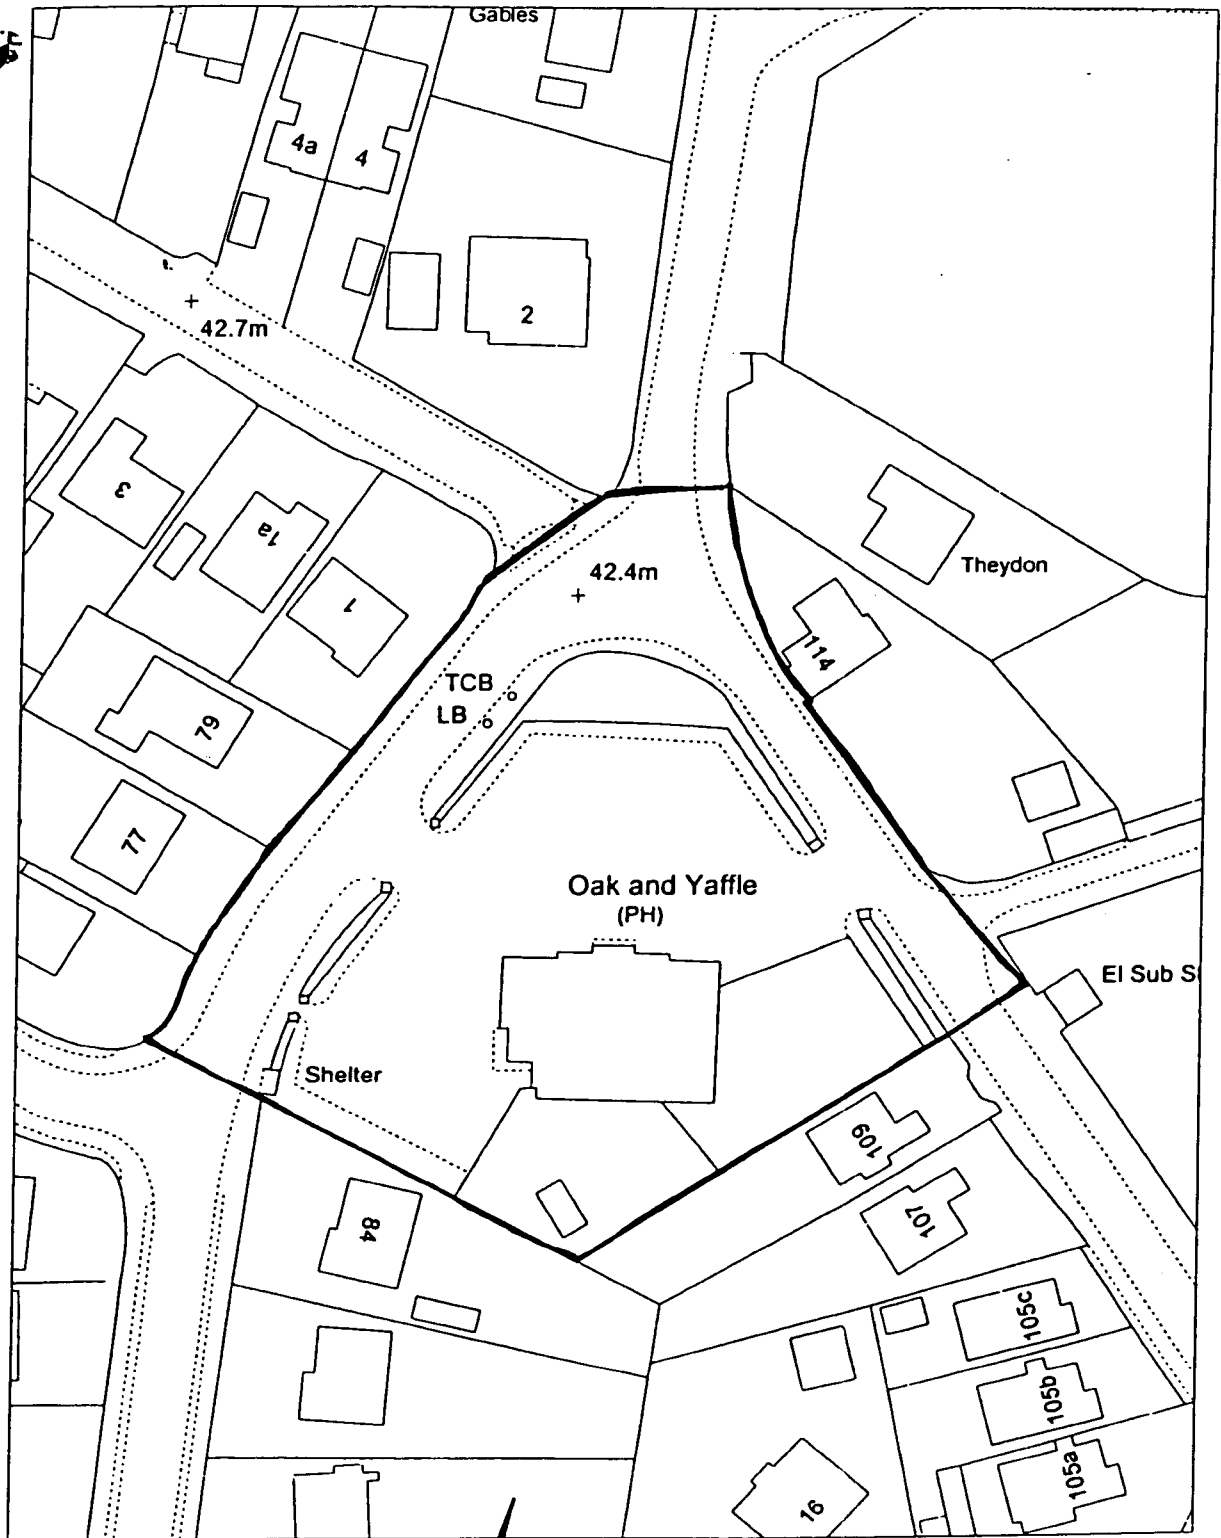 Gables
4a
4
2
42.7m
3
1a
1
42.4m
Theydon
114
TCB
LB
79
77
Oak and Yaffle
(PH)
El Sub S
Shelter
109
107
84
105c
105b
105a
16